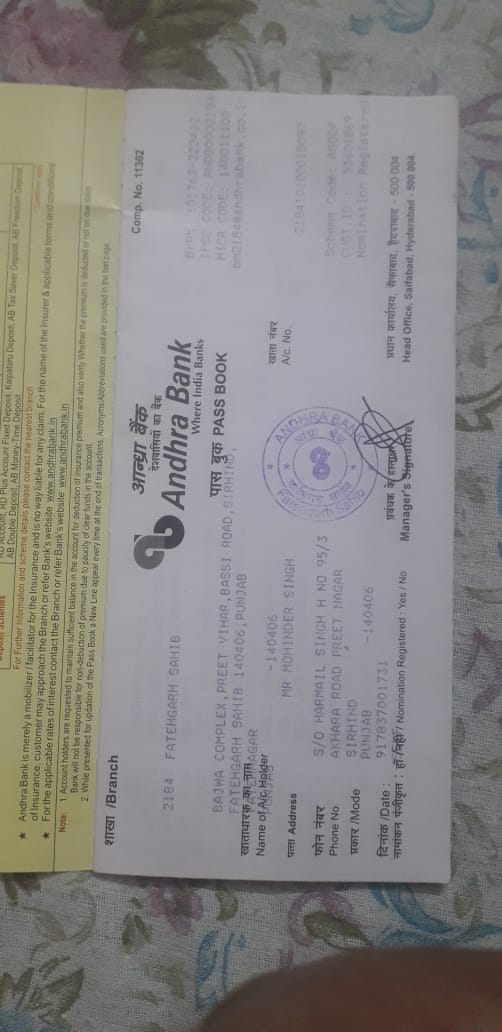 Deposit Schemes
RD Account, RD Plus Account Fixed Deposit, Kalpataru Deposti, AB Tax Saver Deposit, AB Freedom Deposit
AB Double Deposit, AB Money-Time Deposit
For Further Information and scheme details please contact the nearest branch
* Andhra Bank is merely a mobilizer / facilitator for the Insurance and is no way liable for any claim. For the name of the Insurer & applicable terms and conditions
of Insurance, customer may approach the Branch or refer Bank's website www.andhrabank.in
* For the applicable rates of interest contact the Branch or refer Bank's website www.andhrabank.in
Note: 1. Account holders are requested to maintain sufficient balance in the account for deduction of insurance premium and also verify Whether the premium is deducted or not on due dates
Bank will not be responsible for non-debuction of premium due to paucity of clear funds in the account.
2. While presented for updation of the Pass Book a New Line appear every time at the end of transactions. Acronyms/Abbreviations used are provided in the last page.
शाखा /Branch
Comp. No. 11302
आन्ध्रा बैंक
देशवासियों का बैंक
Andhra Bank
Where India Banks
पास बुक PASS BOOK
2184 FATEHGARH SAHIB
BAJWA COMPLEX,PREET VIHAR,BASSI ROAD,SIRHIND,
FATEHGARH SAHIB 140406,PUNJAB
IFSC CODE: ANDB0002184
MICR CODE: 140011102
bm2184@andhrabank.co.in
खाताधारक का नाम
Name of A/c Holder
PUNJAB
-140406
MR MOHINDER SINGH
खाता नंबर
A/c. No.
218410100018097
पत्ता Address
S/O HARMAIL SINGH H NO 95/3
फोन नंबर
Phone No.
AKHARA ROAD PREET NAGAR
SIRHIND
प्रकार /Mode
PUNJAB -140406
दिनांक /Date :
917837001731
नामांकन पंजीकृत : हाँ /नहीं / Nomination Registered : Yes / No
ANDHRA BANK
प्रबंधक के हस्ताक्षर
Manager's Signature
CUST.ID :
Nomination Registered
प्रधान कार्यालय, सैफाबाद, हैदराबाद - 500 004
Head Office, Saifabad, Hyderabad - 500 004.